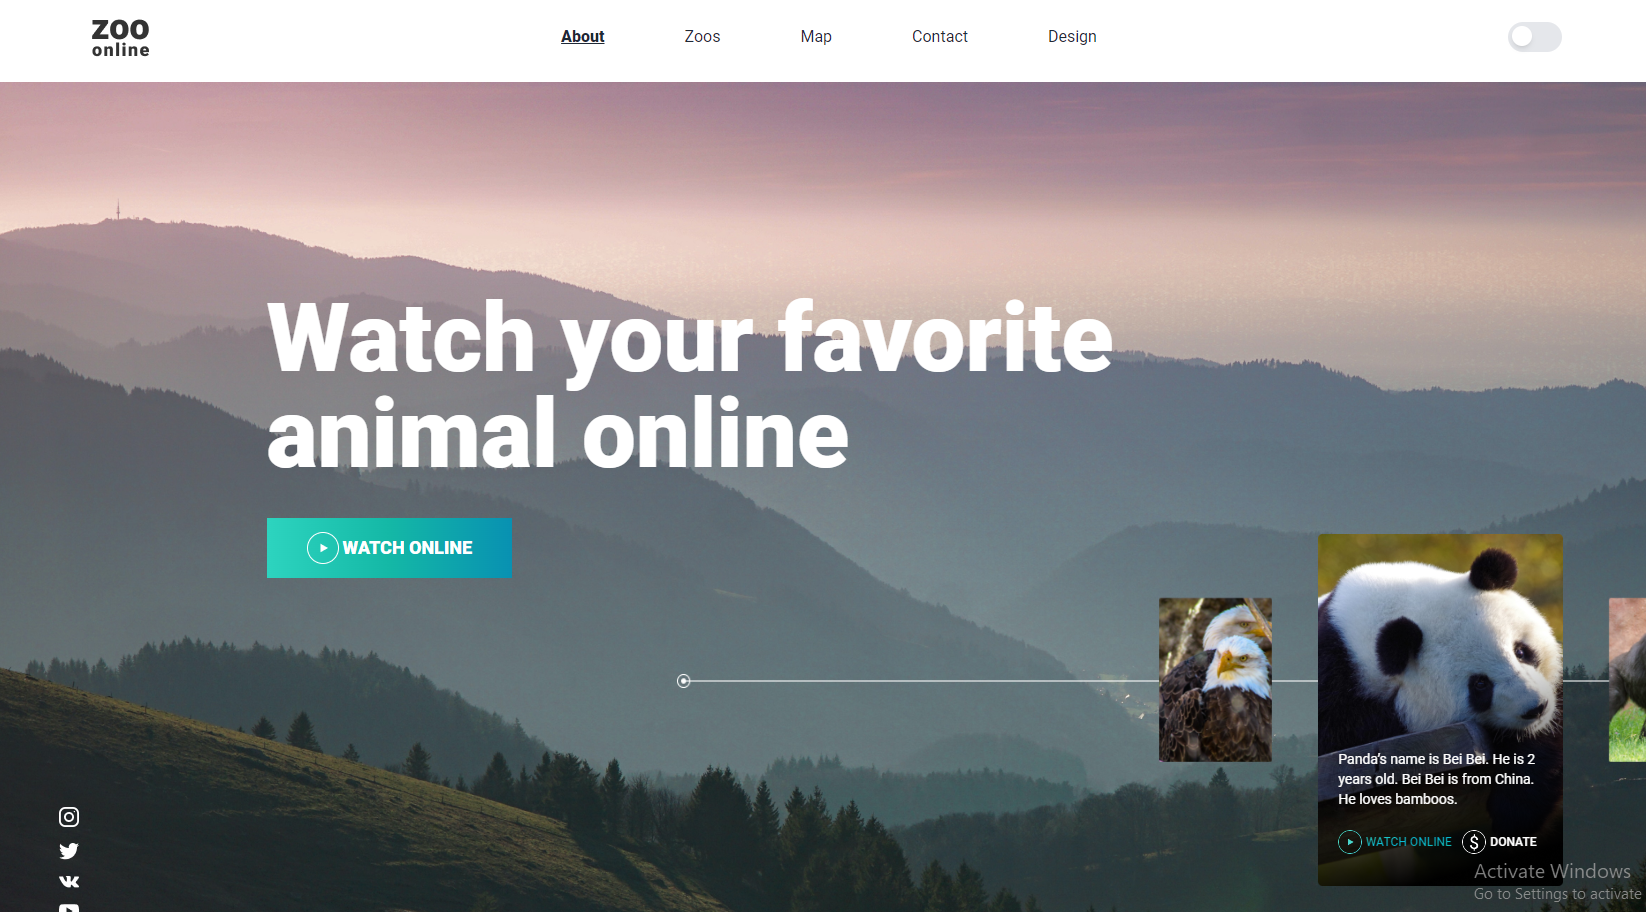 zoo
online
About
Zoos
Map
Contact
Design
Watch your favorite
animal online
WATCH ONLINE
Panda's name is Bei Bei. He is 2
years old. Bei Bei is from China.
He loves bamboos.
WATCH ONLINE
$ DONATE
Activate Windows
Go to Settings to activate